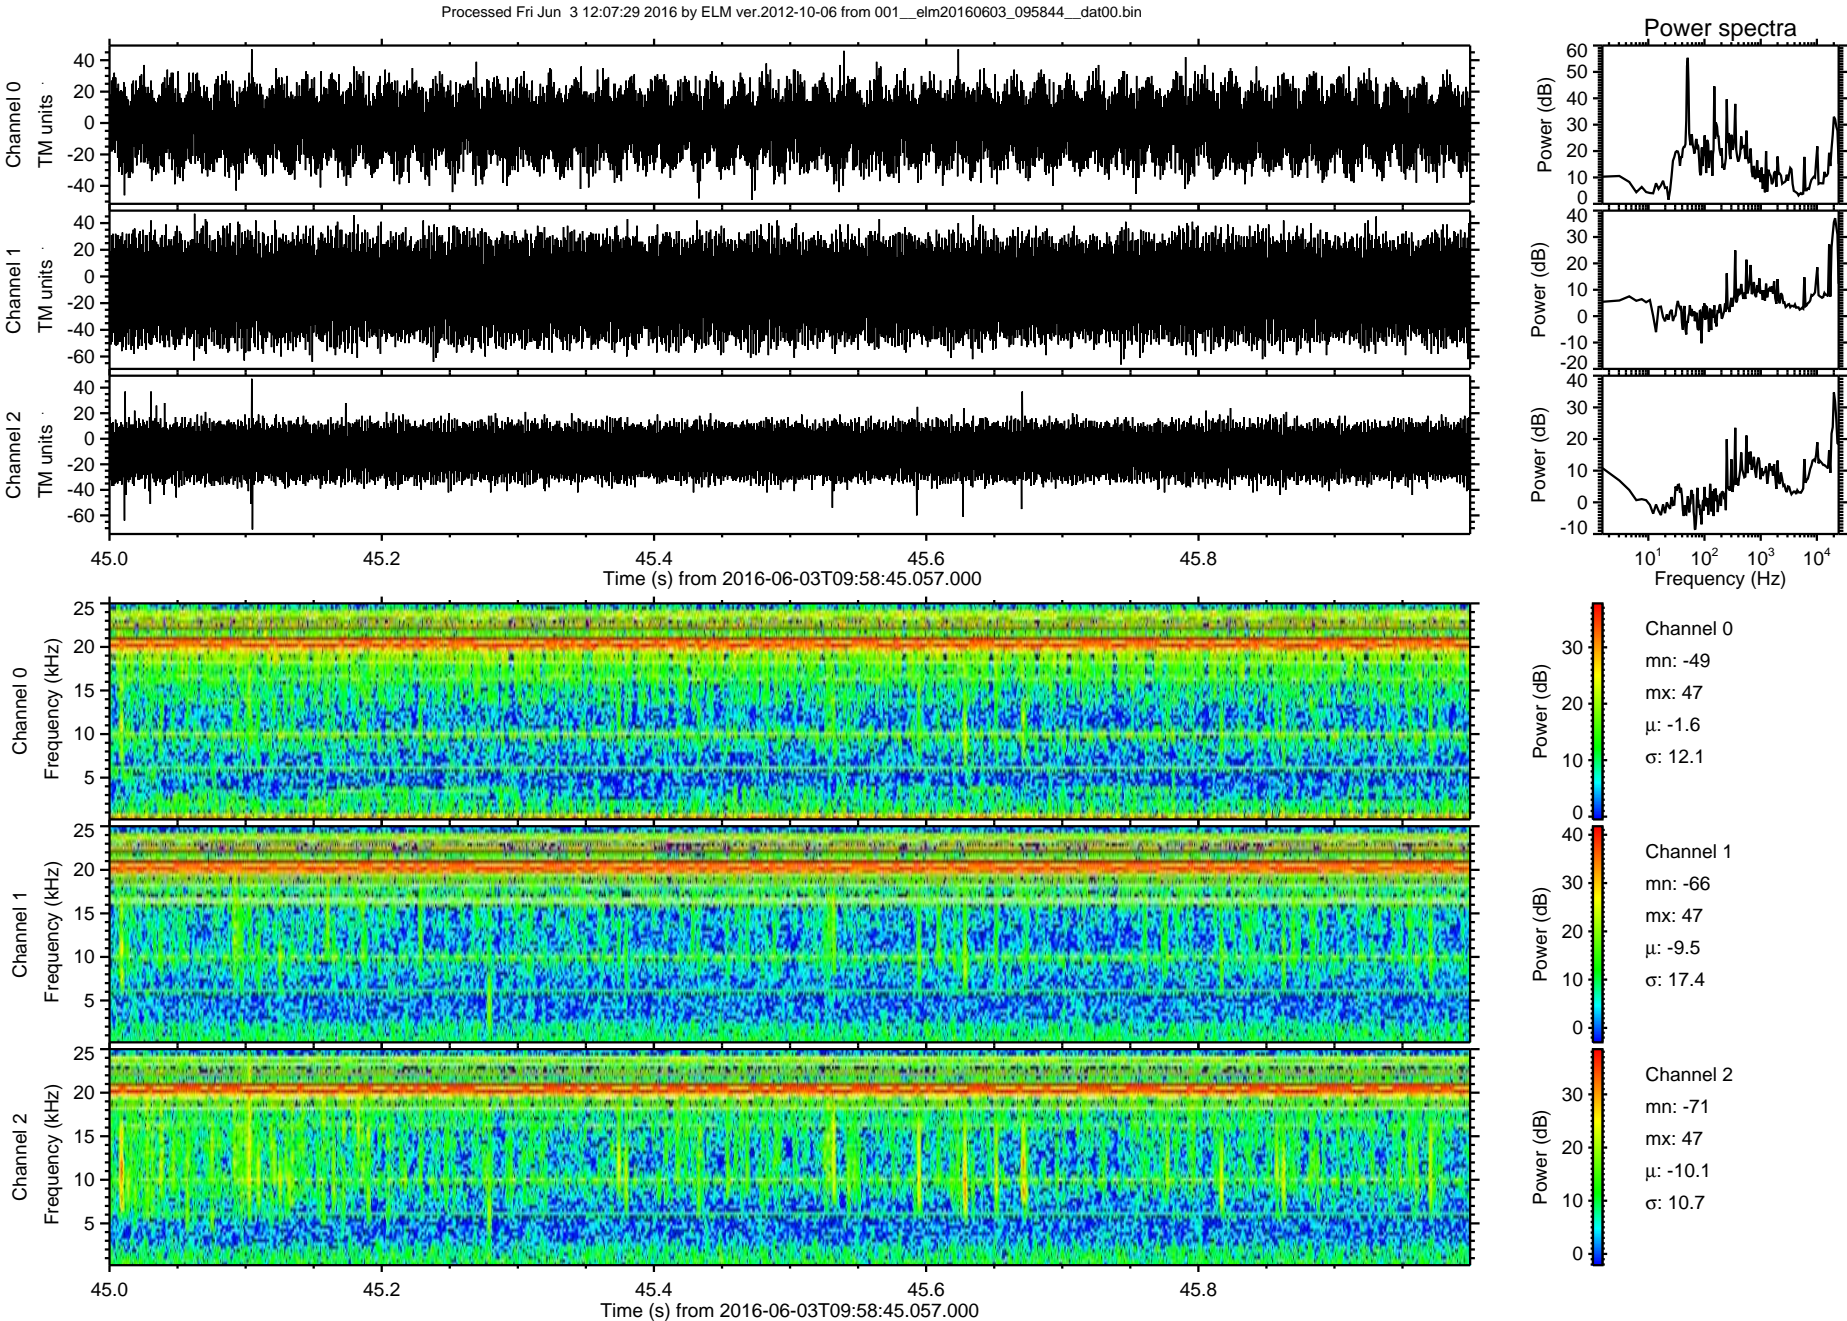 Processed Fri Jun  3 12:07:29 2016 by ELM ver.2012-10-06 from 001__elm20160603_095844__dat00.bin
Power spectra
Channel 0
TM units
40
20
0
-20
-40
Power (dB)
60
50
40
30
20
10
0
Channel 1
TM units
40
20
0
-20
-40
-60
Power (dB)
40
30
20
10
0
-10
-20
Channel 2
TM units
40
20
0
-20
-40
-60
Power (dB)
40
30
20
10
0
-10
45.0 45.2 45.4 45.6 45.8
Time (s) from 2016-06-03T09:58:45.057.000
10^1 10^2 10^3 10^4
Frequency (Hz)
Channel 0
Frequency (kHz)
25
20
15
10
5
Power (dB)
30
20
10
0
Channel 0
mn: -49
mx: 47
μ: -1.6
σ: 12.1
Channel 1
Frequency (kHz)
25
20
15
10
5
Power (dB)
40
30
20
10
0
Channel 1
mn: -66
mx: 47
μ: -9.5
σ: 17.4
Channel 2
Frequency (kHz)
25
20
15
10
5
Power (dB)
30
20
10
0
Channel 2
mn: -71
mx: 47
μ: -10.1
σ: 10.7
45.0 45.2 45.4 45.6 45.8
Time (s) from 2016-06-03T09:58:45.057.000